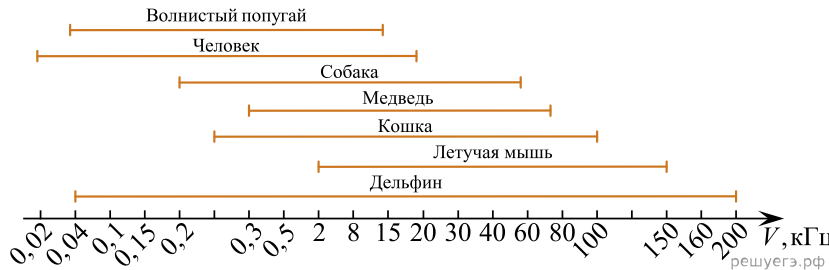 Волнистый попугай
Человек
Собака
Медведь
Кошка
Летучая мышь
Дельфин
0,02 0,04 0,1 0,15 0,2 0,3 0,5 2 8 15 20 30 40 60 80 100 150 160 200 V, кГц
решуегэ.рф